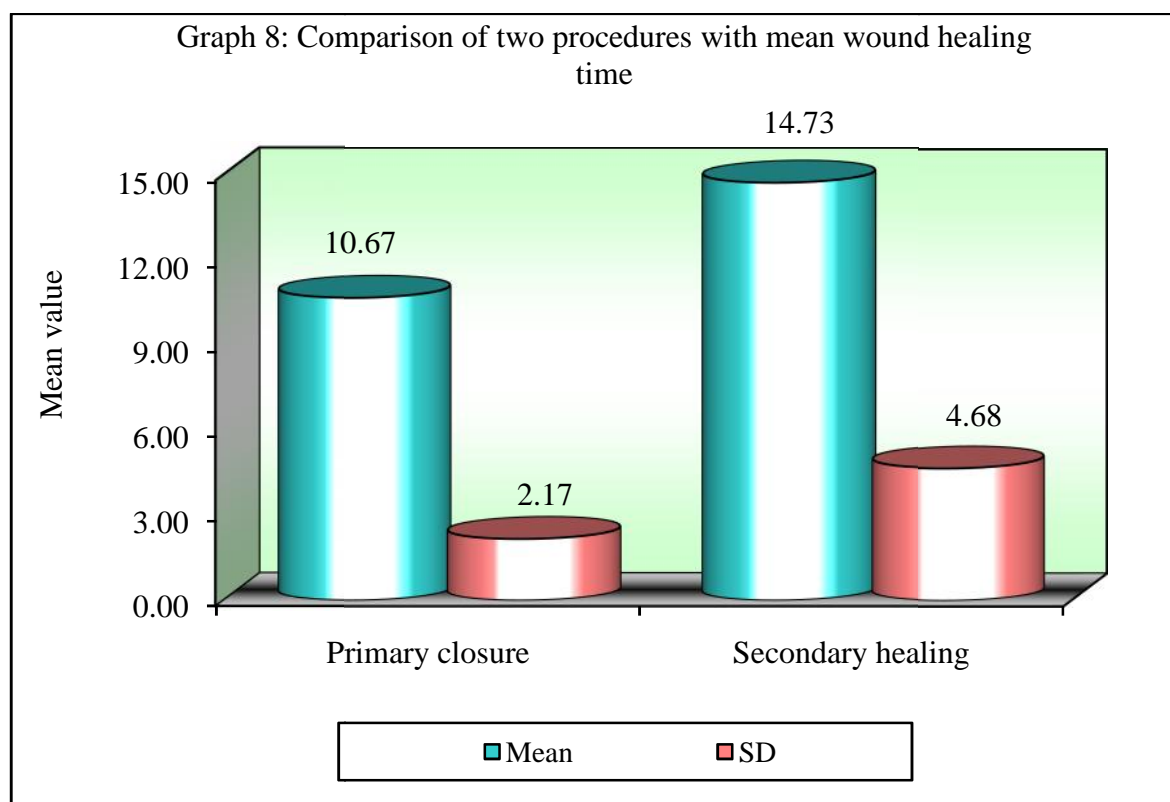 Graph 8: Comparison of two procedures with mean wound healing
time
14.73
15.00
10.67
12.00
9.00
Mean value
6.00
4.68
3.00
2.17
0.00
Primary closure
Secondary healing
Mean
SD